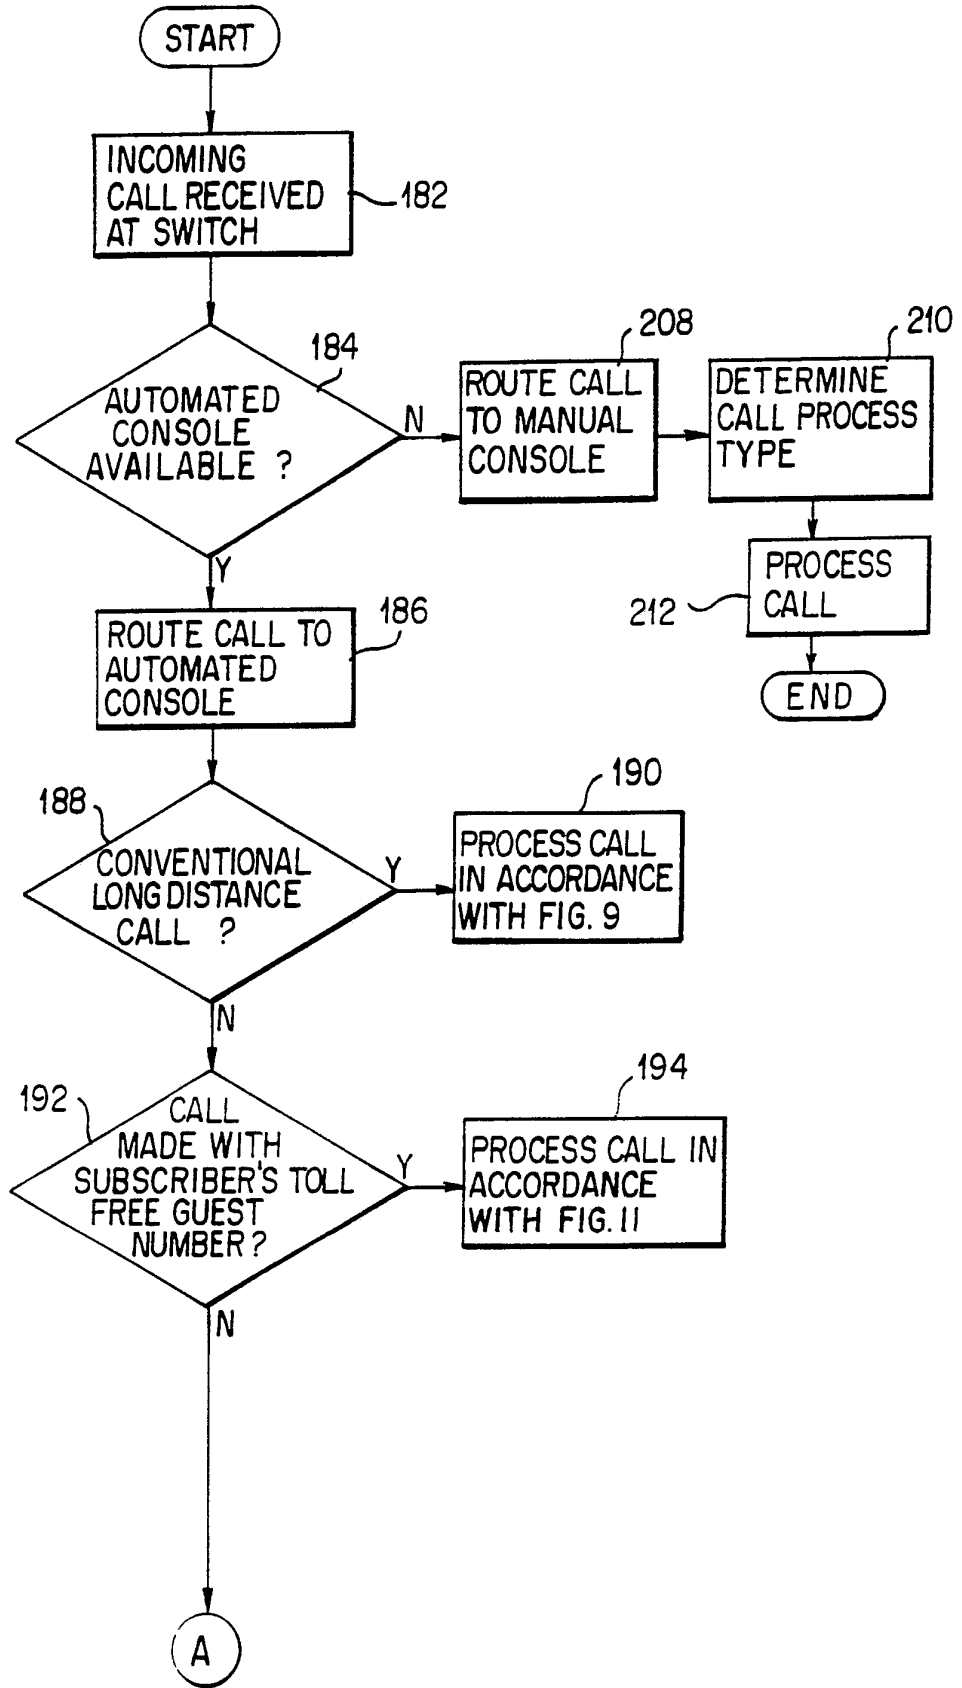 START
INCOMING
CALL RECEIVED
AT SWITCH
182
184
AUTOMATED
CONSOLE
AVAILABLE ?
N
208
ROUTE CALL
TO MANUAL
CONSOLE
210
DETERMINE
CALL PROCESS
TYPE
Y
212
PROCESS
CALL
END
186
ROUTE CALL TO
AUTOMATED
CONSOLE
188
CONVENTIONAL
LONG DISTANCE
CALL ?
Y
190
PROCESS CALL
IN ACCORDANCE
WITH FIG. 9
N
192
CALL
MADE WITH
SUBSCRIBER'S TOLL
FREE GUEST
NUMBER?
Y
194
PROCESS CALL IN
ACCORDANCE
WITH FIG. 11
N
A